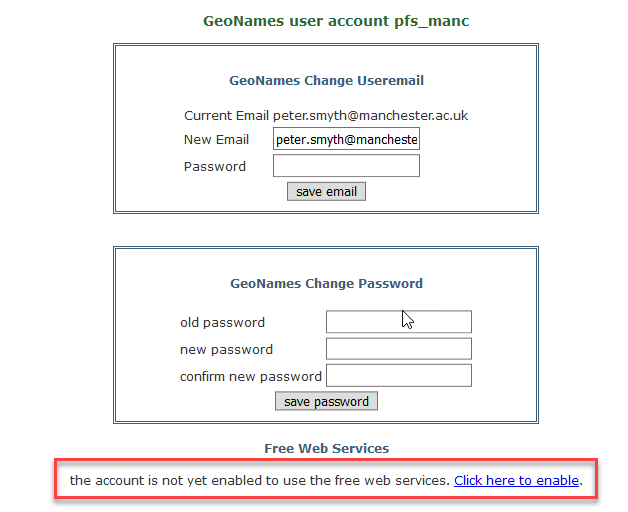 GeoNames user account pfs_manc
GeoNames Change Useremail
Current Email peter.smyth@manchester.ac.uk
New Email peter.smyth@mancheste
Password
save email
GeoNames Change Password
old password
new password
confirm new password
save password
Free Web Services
the account is not yet enabled to use the free web services. Click here to enable.